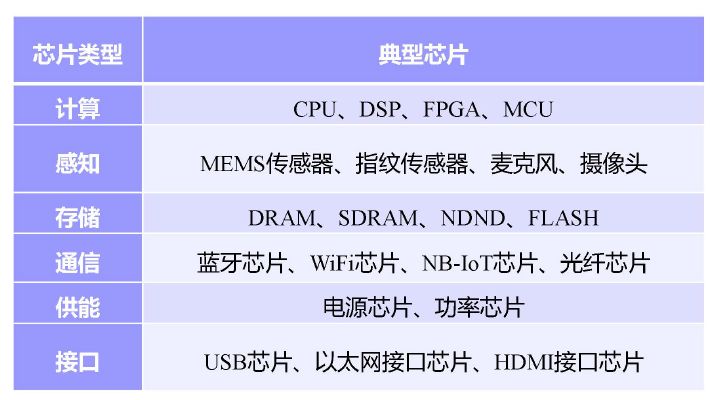 芯片类型 典型芯片
计算 CPU、DSP、FPGA、MCU
感知 MEMS传感器、指纹传感器、麦克风、摄像头
存储 DRAM、SDRAM、NDND、FLASH
通信 蓝牙芯片、WiFi芯片、NB-IoT芯片、光纤芯片
供能 电源芯片、功率芯片
接口 USB芯片、以太网接口芯片、HDMI接口芯片